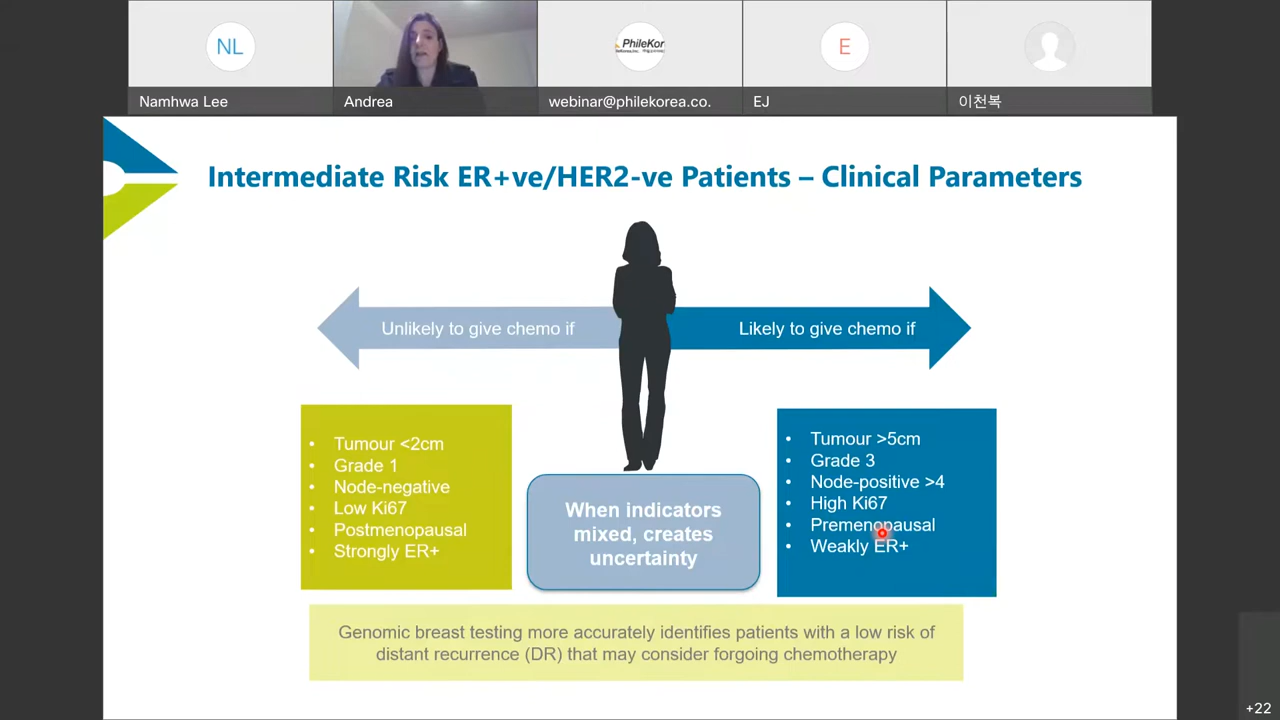 NL
PhileKor
E
Namhwa Lee
Andrea
webinar@philekorea.co.
EJ
이천복
Intermediate Risk ER+ve/HER2-ve Patients – Clinical Parameters
Unlikely to give chemo if
Likely to give chemo if
• Tumour <2cm
• Grade 1
• Node-negative
• Low Ki67
• Postmenopausal
• Strongly ER+
When indicators
mixed, creates
uncertainty
• Tumour >5cm
• Grade 3
• Node-positive >4
• High Ki67
• Premenopausal
• Weakly ER+
Genomic breast testing more accurately identifies patients with a low risk of
distant recurrence (DR) that may consider forgoing chemotherapy
+22